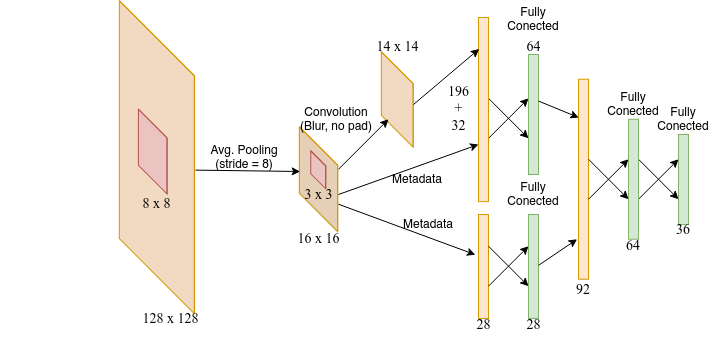 8 x 8
128 x 128
Avg. Pooling
(stride = 8)
Convolution
(Blur, no pad)
3 x 3
16 x 16
14 x 14
Metadata
Metadata
196
+
32
Fully
Conected
64
Fully
Conected
28
28
92
Fully
Conected
64
Fully
Conected
36